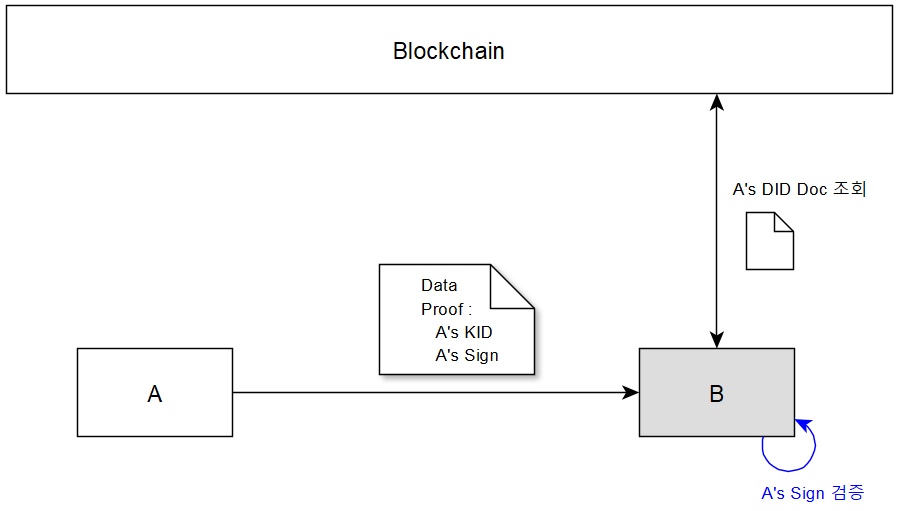 Blockchain
A's DID Doc 조회
Data
Proof :
A's KID
A's Sign
A
B
A's Sign 검증